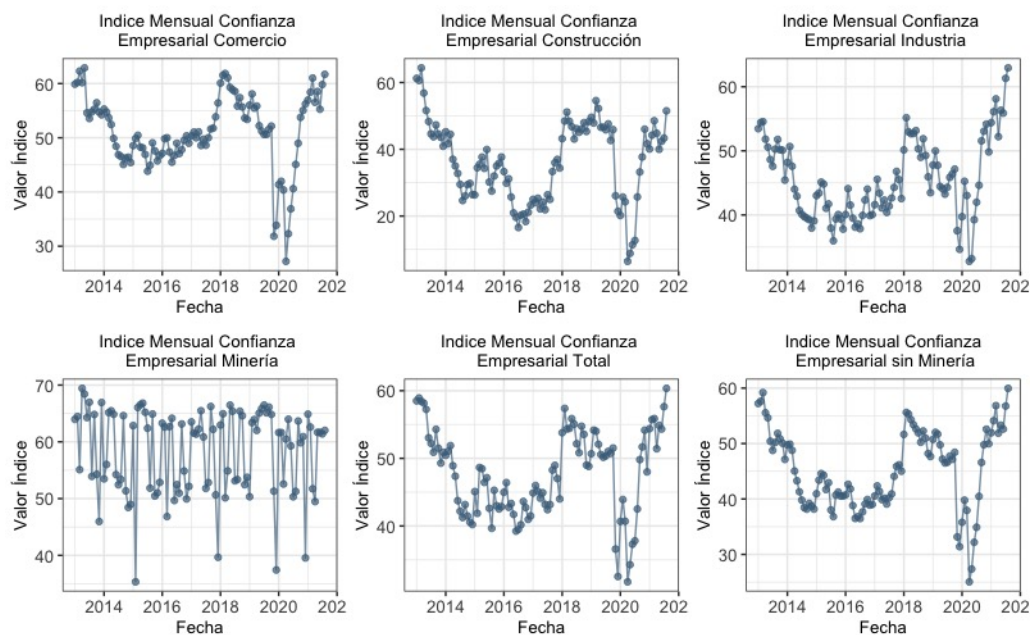 Indice Mensual Confianza
Empresarial Comercio
Valor Índice
60
50
40
30
2014 2016 2018 2020 202
Fecha
Indice Mensual Confianza
Empresarial Construcción
Valor Índice
60
40
20
2014 2016 2018 2020 202
Fecha
Indice Mensual Confianza
Empresarial Industria
Valor Índice
60
50
40
2014 2016 2018 2020 202
Fecha
Indice Mensual Confianza
Empresarial Minería
Valor Índice
70
60
50
40
2014 2016 2018 2020 202
Fecha
Indice Mensual Confianza
Empresarial Total
Valor Índice
60
50
40
2014 2016 2018 2020 202
Fecha
Indice Mensual Confianza
Empresarial sin Minería
Valor Índice
60
50
40
30
2014 2016 2018 2020 202
Fecha